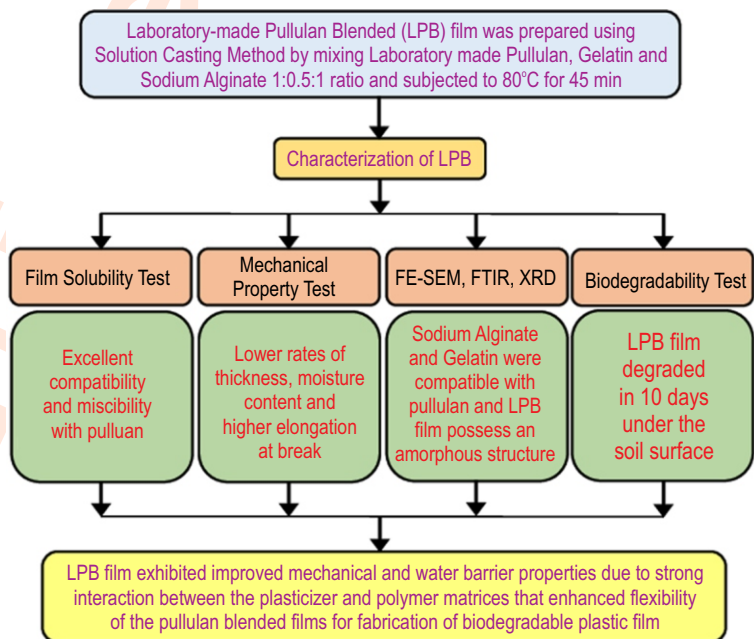 Laboratory-made Pullulan Blended (LPB) film was prepared using
Solution Casting Method by mixing Laboratory made Pullulan, Gelatin and
Sodium Alginate 1:0.5:1 ratio and subjected to 80°C for 45 min
Characterization of LPB
Film Solubility Test
Mechanical
Property Test
FE-SEM, FTIR, XRD
Biodegradability Test
Excellent
compatibility
and miscibility
with pulluan
Lower rates of
thickness, moisture
content and
higher elongation
at break
Sodium Alginate
and Gelatin were
compatible with
pullulan and LPB
film possess an
amorphous structure
LPB film
degraded
in 10 days
under the
soil surface
LPB film exhibited improved mechanical and water barrier properties due to strong
interaction between the plasticizer and polymer matrices that enhanced flexibility
of the pullulan blended films for fabrication of biodegradable plastic film